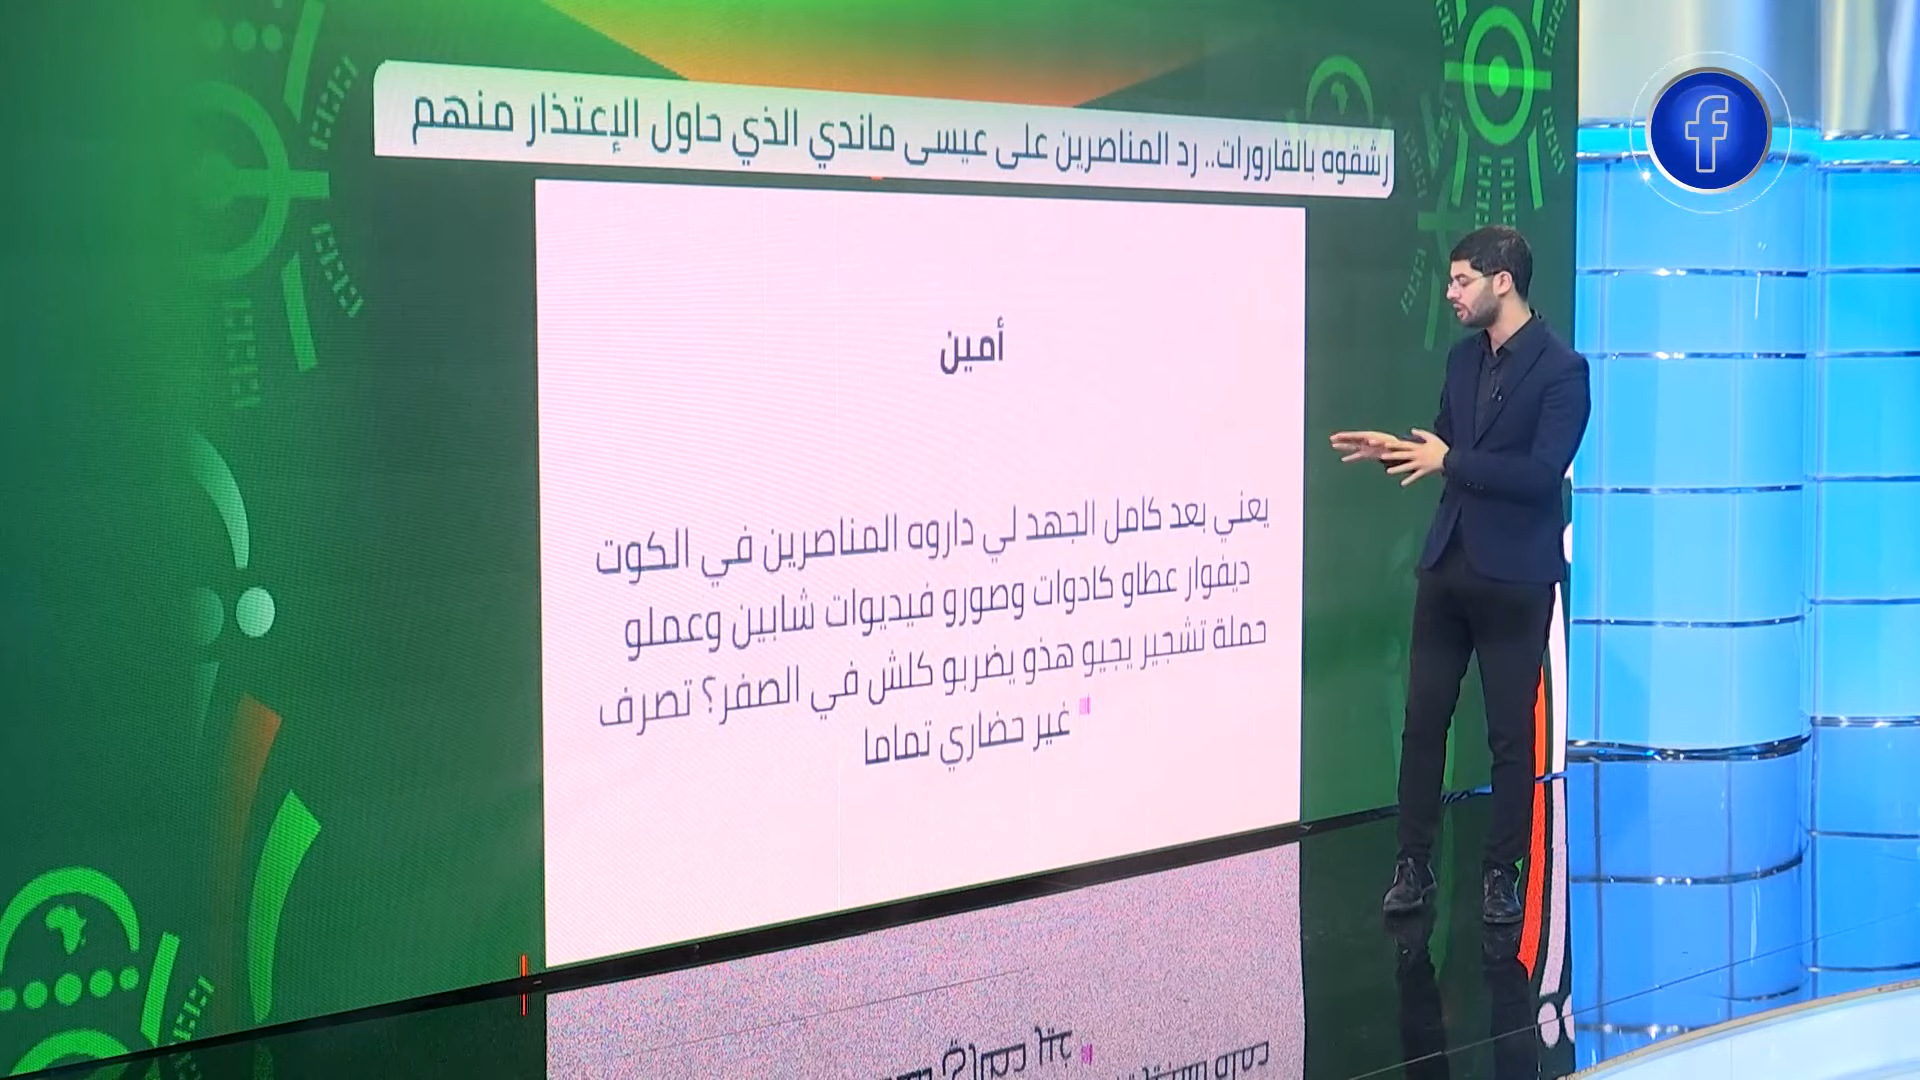 رشقوه بالقارورات.. رد المناصرين على عيسى ماندي الذي حاول الإعتذار منهم
أمين
يعني بعد كامل الجهد لي داروه المناصرين في الكوت
ديفوار عطاو كادوات وصورو فيديوات شابين وعملو
حملة تشجير يجيو هذو يضربو كلش في الصفر؟ تصرف
غير حضاري تماما